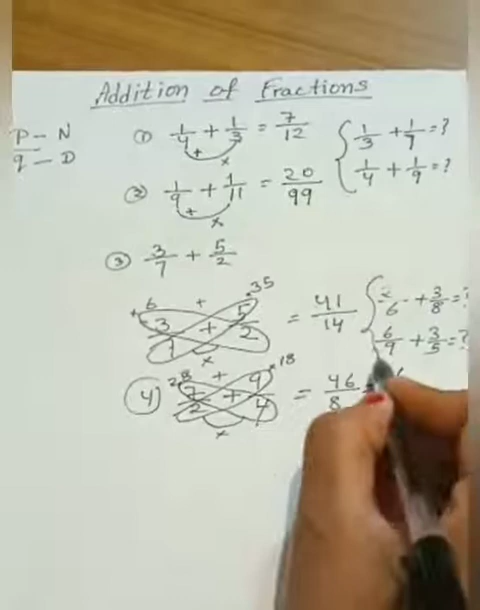 Addition of Fractions
P - N
q - D
① 1/4 + 1/3 = 7/12
+ ×
1/3 + 1/7 = ?
② 1/9 + 1/11 = 20/99
+ ×
1/4 + 1/9 = ?
③ 3/7 + 5/2
6 + 35
3/7 + 5/2 = 41/14
×
/6 + 3/8 = ?
6/9 + 3/5 = ?
④ 28 + 18
7/2 + 9/4 = 46/8
×